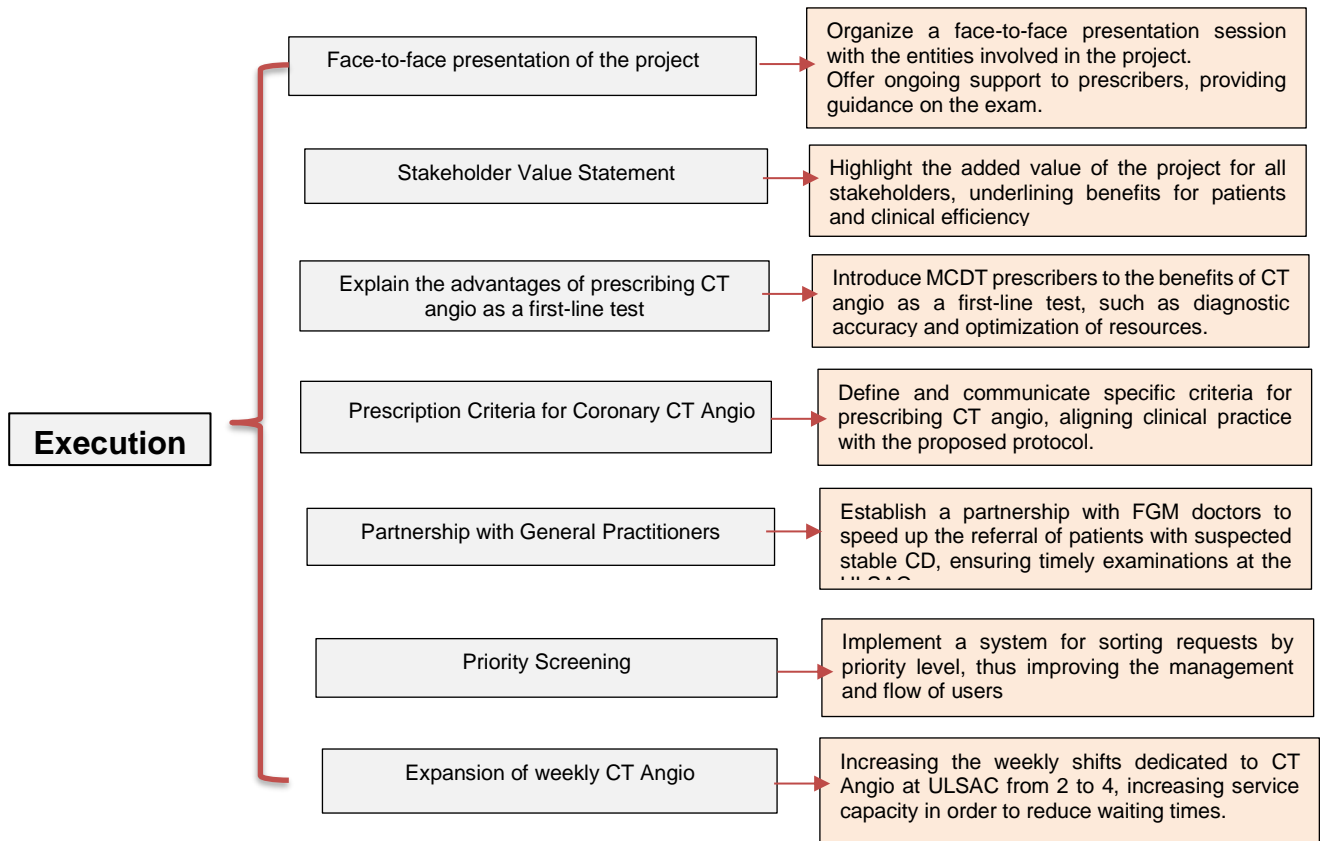 Execution
Face-to-face presentation of the project
Organize a face-to-face presentation session
with the entities involved in the project.
Offer ongoing support to prescribers, providing
guidance on the exam.
Stakeholder Value Statement
Highlight the added value of the project for all
stakeholders, underlining benefits for patients
and clinical efficiency
Explain the advantages of prescribing CT
angio as a first-line test
Introduce MCDT prescribers to the benefits of CT
angio as a first-line test, such as diagnostic
accuracy and optimization of resources.
Prescription Criteria for Coronary CT Angio
Define and communicate specific criteria for
prescribing CT angio, aligning clinical practice
with the proposed protocol.
Partnership with General Practitioners
Establish a partnership with FGM doctors to
speed up the referral of patients with suspected
stable CD, ensuring timely examinations at the
Priority Screening
Implement a system for sorting requests by
priority level, thus improving the management
and flow of users
Expansion of weekly CT Angio
Increasing the weekly shifts dedicated to CT
Angio at ULSAC from 2 to 4, increasing service
capacity in order to reduce waiting times.